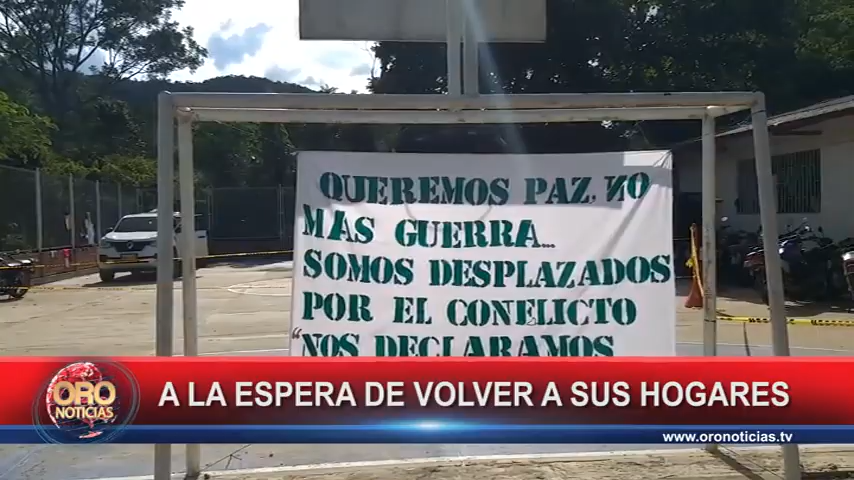 QUEREMOS PAZ, NO
MAS GUERRA...
SOMOS DESPLAZADOS
POR EL CONFLICTO
"NOS DECLARAMOS
ORO
NOTICIAS
A LA ESPERA DE VOLVER A SUS HOGARES
www.oronoticias.tv